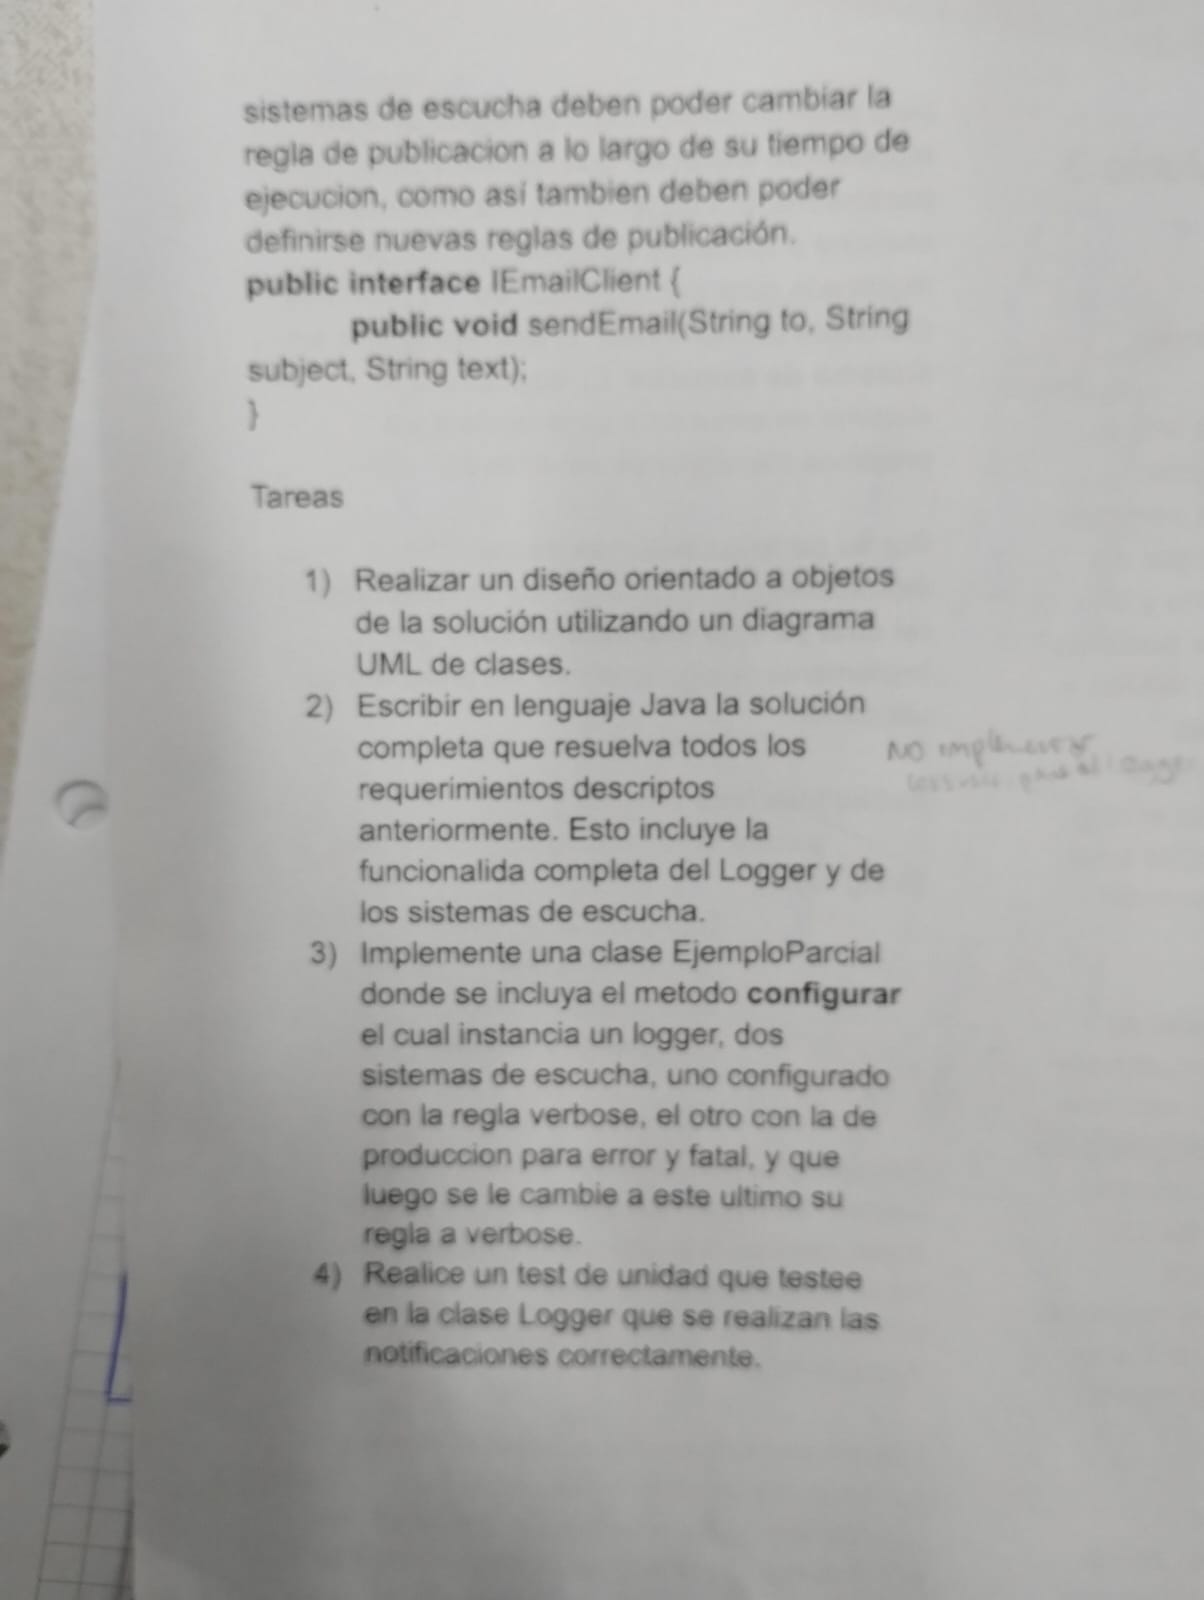 sistemas de escucha deben poder cambiar la
regla de publicacion a lo largo de su tiempo de
ejecucion, como así tambien deben poder
definirse nuevas reglas de publicación.
public interface IEmailClient {
public void sendEmail(String to, String
subject, String text);
}
Tareas
1) Realizar un diseño orientado a objetos
de la solución utilizando un diagrama
UML de clases.
2) Escribir en lenguaje Java la solución
completa que resuelva todos los
requerimientos descriptos
anteriormente. Esto incluye la
funcionalida completa del Logger y de
los sistemas de escucha.
NO implementar
3) Implemente una clase EjemploParcial
donde se incluya el metodo configurar
el cual instancia un logger, dos
sistemas de escucha, uno configurado
con la regla verbose, el otro con la de
produccion para error y fatal, y que
luego se le cambie a este ultimo su
regla a verbose.
4) Realice un test de unidad que testee
en la clase Logger que se realizan las
notificaciones correctamente.